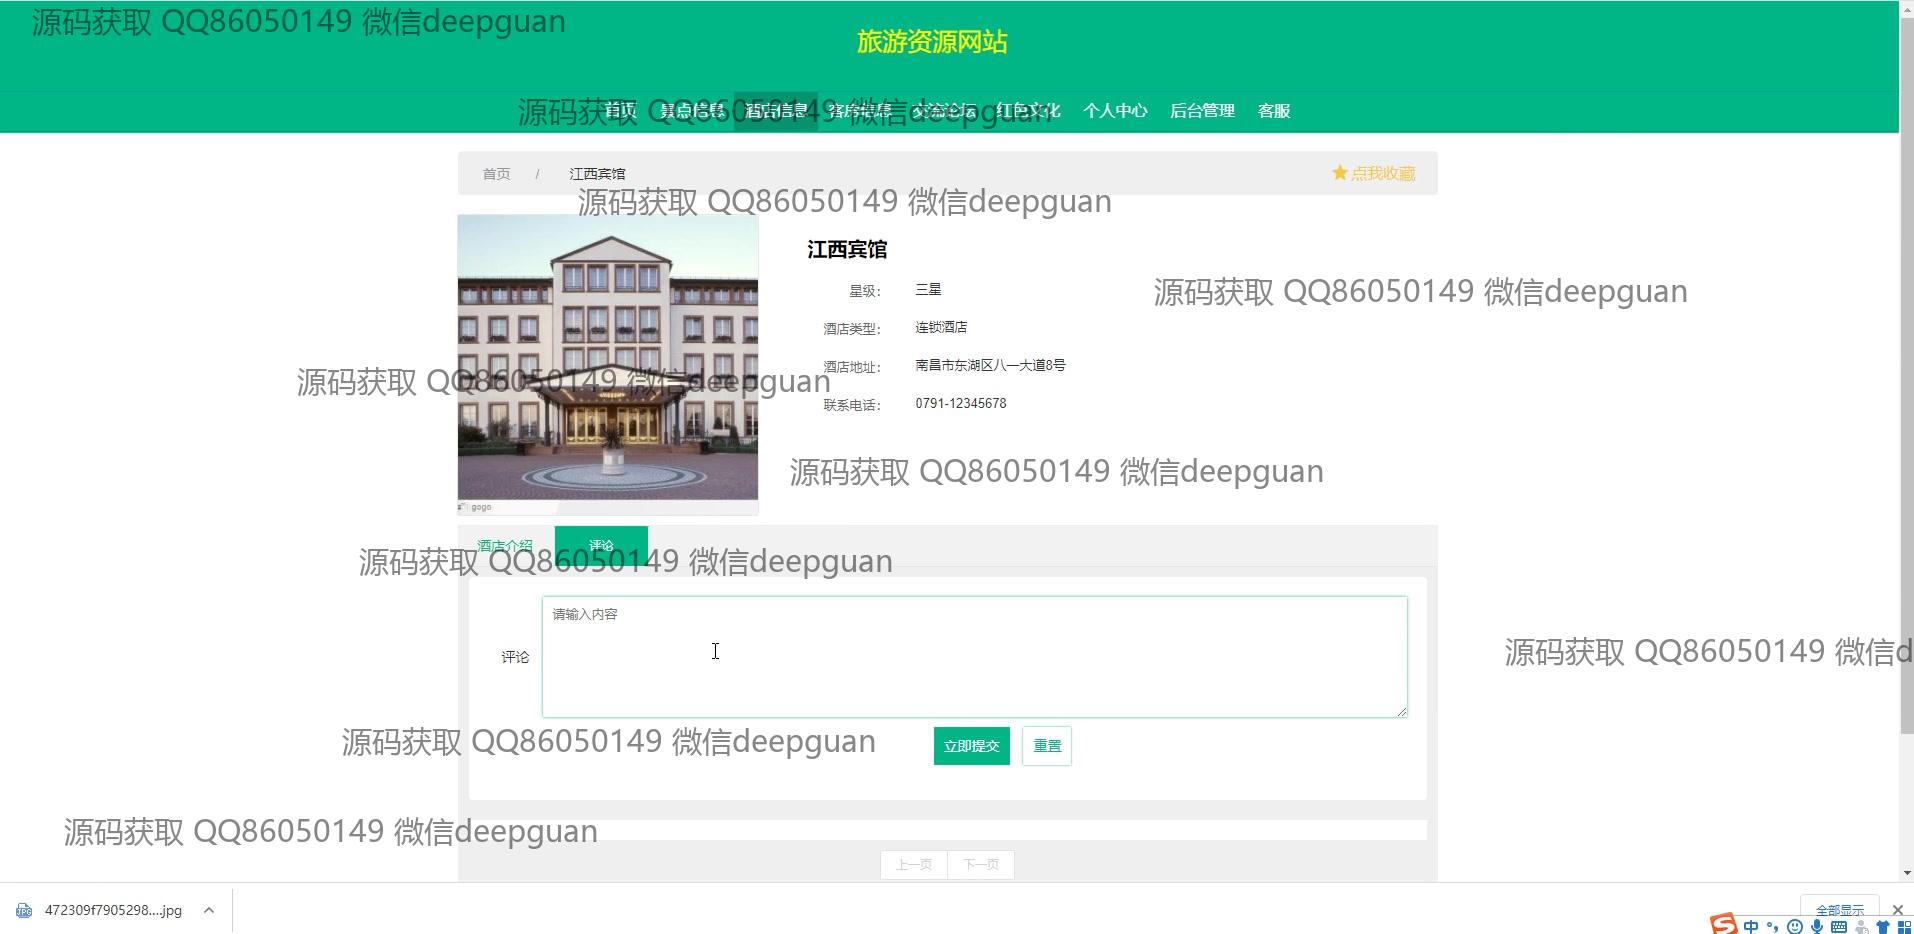 源码获取 QQ86050149 微信deepguan
旅游资源网站
首页 景点信息 酒店信息 客房信息 交流论坛 红色文化 个人中心 后台管理 客服
源码获取 QQ86050149 微信deepguan
首页 / 江西宾馆 点我收藏
源码获取 QQ86050149 微信deepguan
江西宾馆
星级： 三星
源码获取 QQ86050149 微信deepguan
酒店类型： 连锁酒店
酒店地址： 南昌市东湖区八一大道8号
源码获取 QQ86050149 微信deepguan
联系电话： 0791-12345678
源码获取 QQ86050149 微信deepguan
gogo
酒店介绍 评论
源码获取 QQ86050149 微信deepguan
请输入内容
评论
源码获取 QQ86050149 微信d
源码获取 QQ86050149 微信deepguan
立即提交 重置
源码获取 QQ86050149 微信deepguan
上一页 下一页
472309f7905298....jpg
全部显示
中